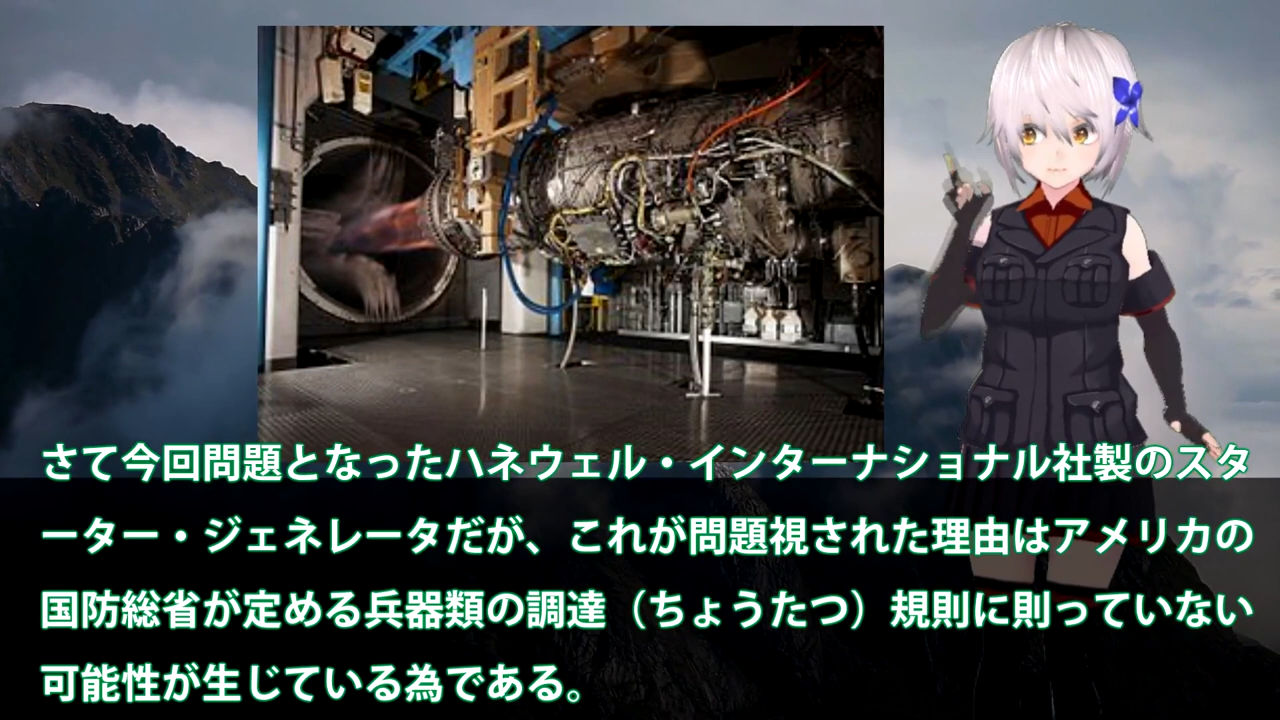 さて今回問題となったハネウェル・インターナショナル社製のスタ
ーター・ジェネレータだが、これが問題視された理由はアメリカの
国防総省が定める兵器類の調達（ちょうたつ）規則に則っていない
可能性が生じている為である。